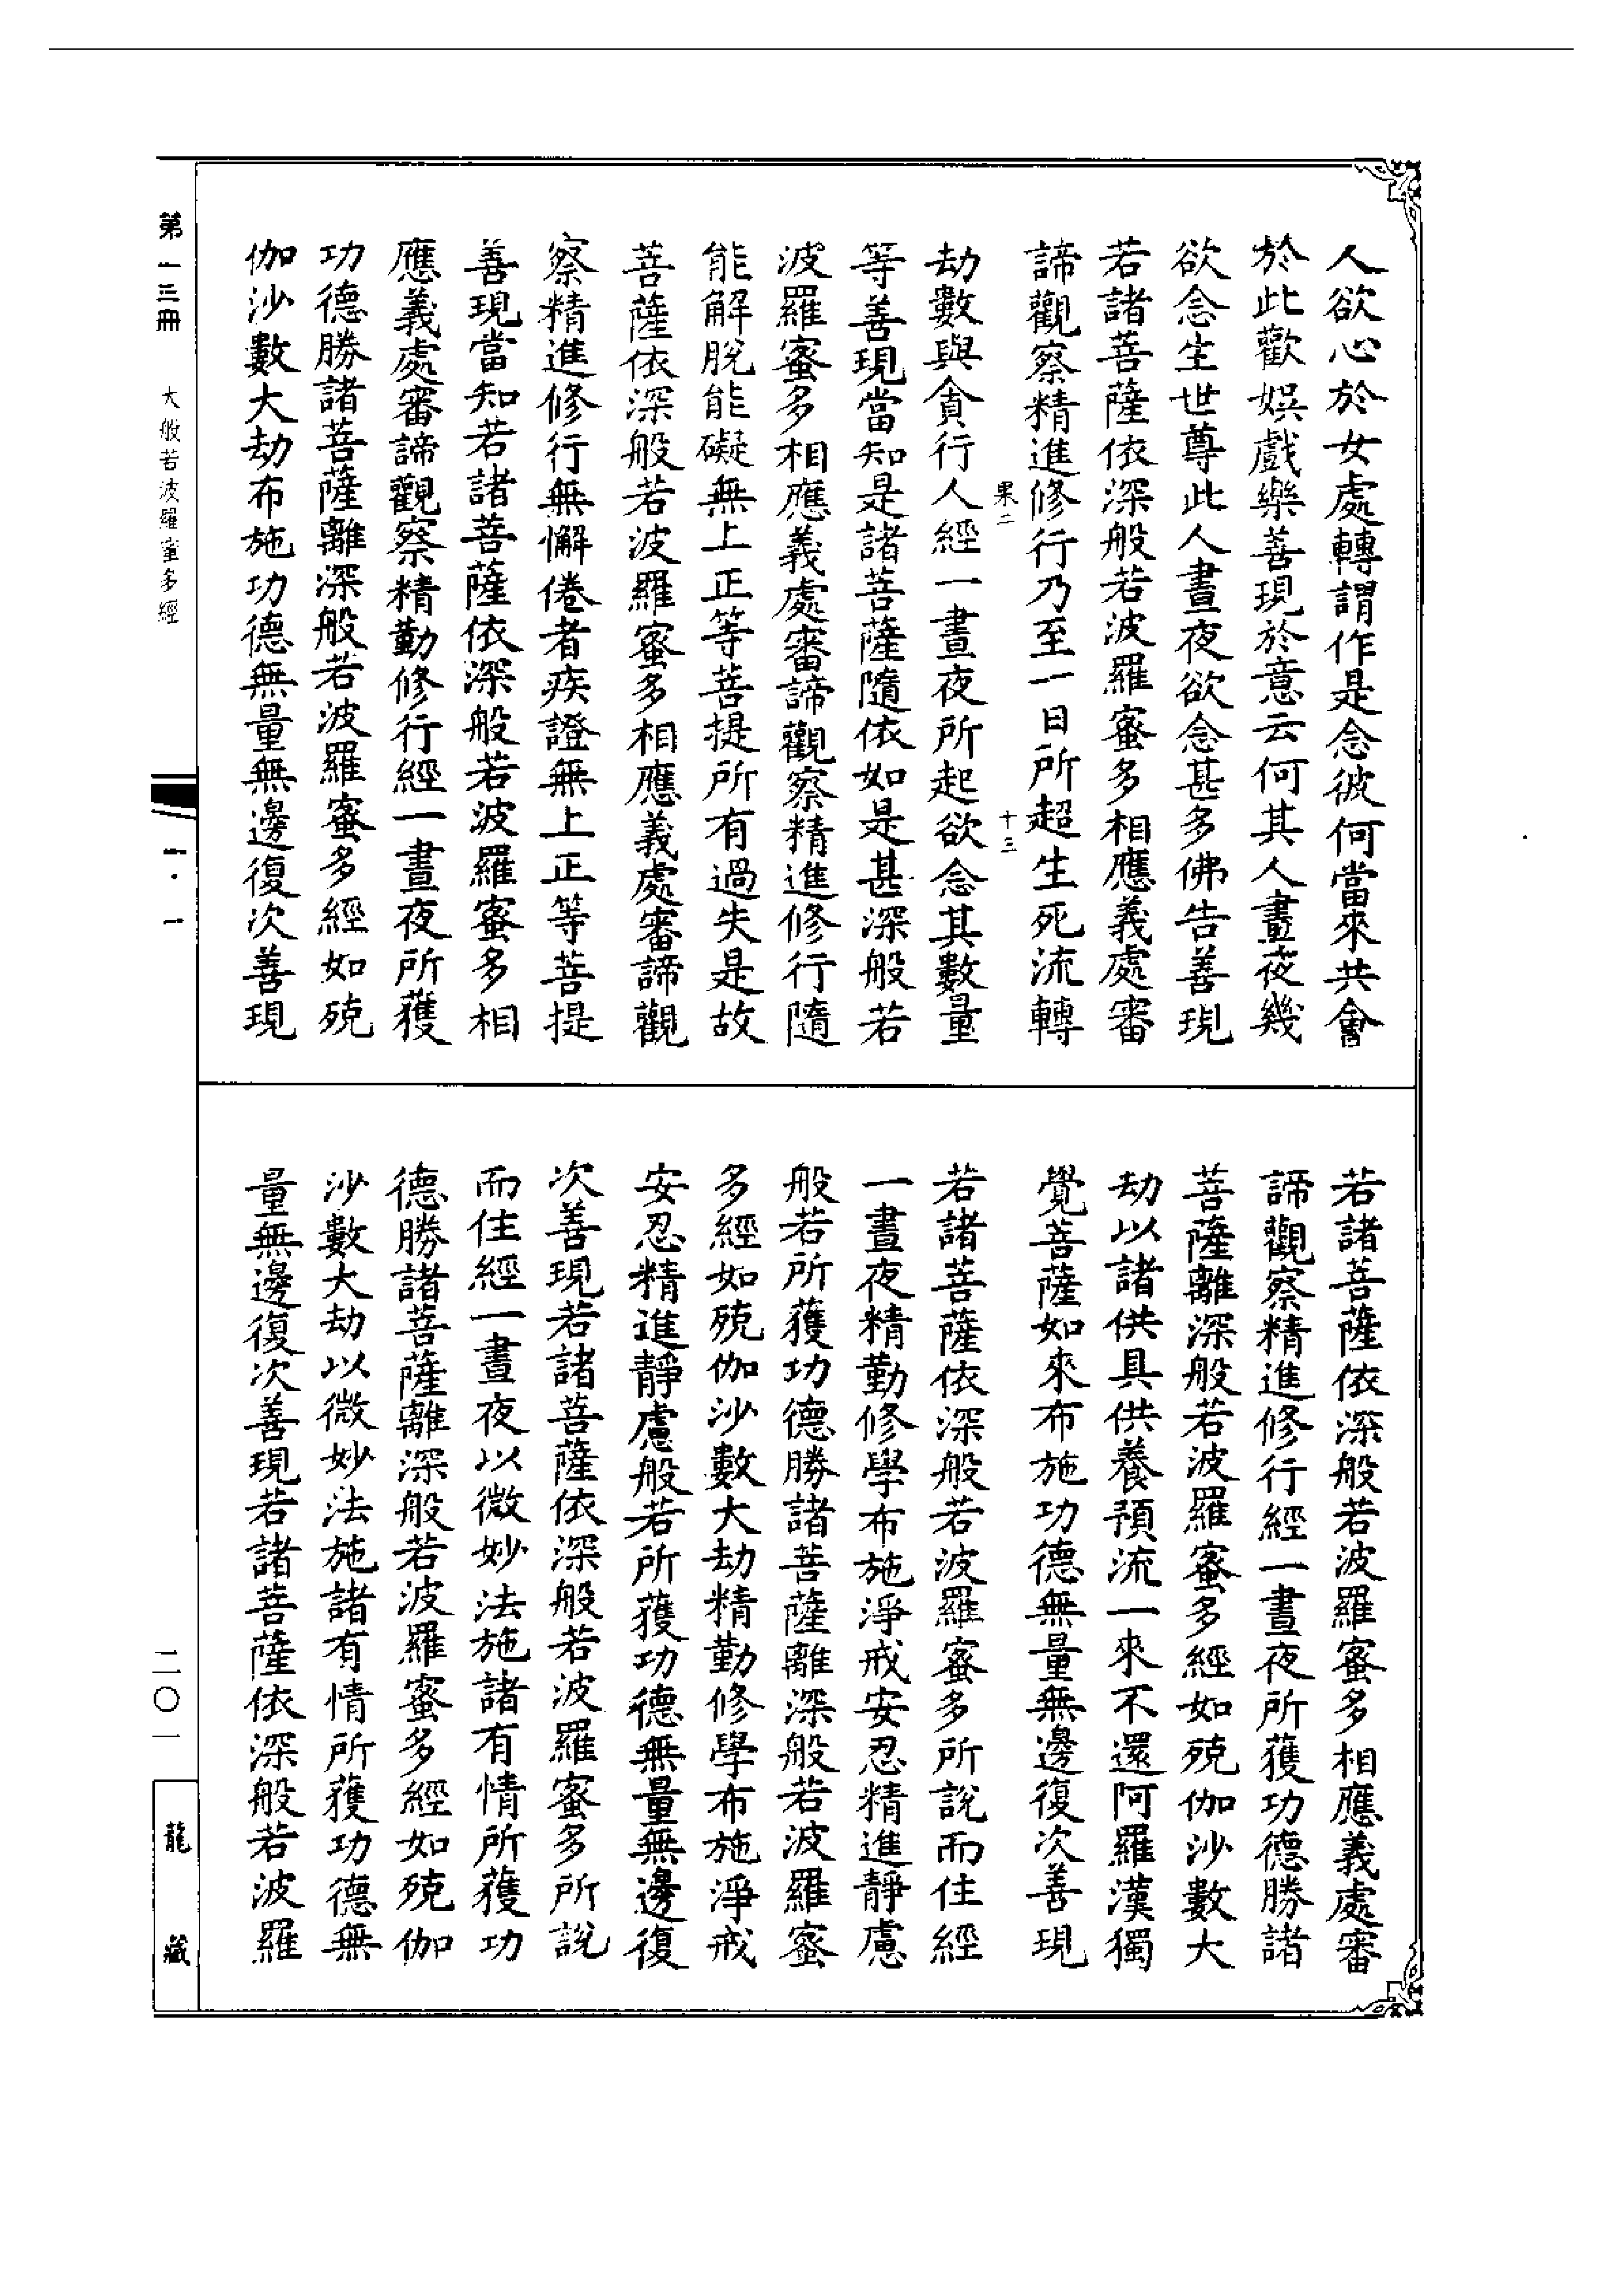 人欲心於女處轉謂作是念彼何當來共會
於此歡娛戲樂善現於意云何其人晝夜幾
欲念生世尊此人晝夜欲念甚多佛告善現
若諸菩薩依深般若波羅蜜多相應義處審
諦觀察精進修行乃至一日所超生死流轉
果二 十三
劫數與貪行人經一晝夜所起欲念其數量
等善現當知是諸菩薩隨依如是甚深般若
波羅蜜多相應義處審諦觀察精進修行隨
能解脫能礙無上正等菩提所有過失是故
菩薩依深般若波羅蜜多相應義處審諦觀
察精進修行無懈倦者疾證無上正等菩提
善現當知若諸菩薩依深般若波羅蜜多相
應義處審諦觀察精勤修行經一晝夜所獲
功德勝諸菩薩離深般若波羅蜜多經如殑
伽沙數大劫布施功德無量無邊復次善現
若諸菩薩依深般若波羅蜜多相應義處審
諦觀察精進修行經一晝夜所獲功德勝諸
菩薩離深般若波羅蜜多經如殑伽沙數大
劫以諸供具供養預流一來不還阿羅漢獨
覺菩薩如來布施功德無量無邊復次善現
若諸菩薩依深般若波羅蜜多所說而住經
一晝夜精勤修學布施淨戒安忍精進靜慮
般若所獲功德勝諸菩薩離深般若波羅蜜
多經如殑伽沙數大劫精勤修學布施淨戒
安忍精進靜慮般若所獲功德無量無邊復
次善現若諸菩薩依深般若波羅蜜多所說
而住經一晝夜以微妙法施諸有情所獲功
德勝諸菩薩離深般若波羅蜜多經如殑伽
沙數大劫以微妙法施諸有情所獲功德無
量無邊復次善現若諸菩薩依深般若波羅
第一三冊 大般若波羅蜜多經
二〇一
龍藏